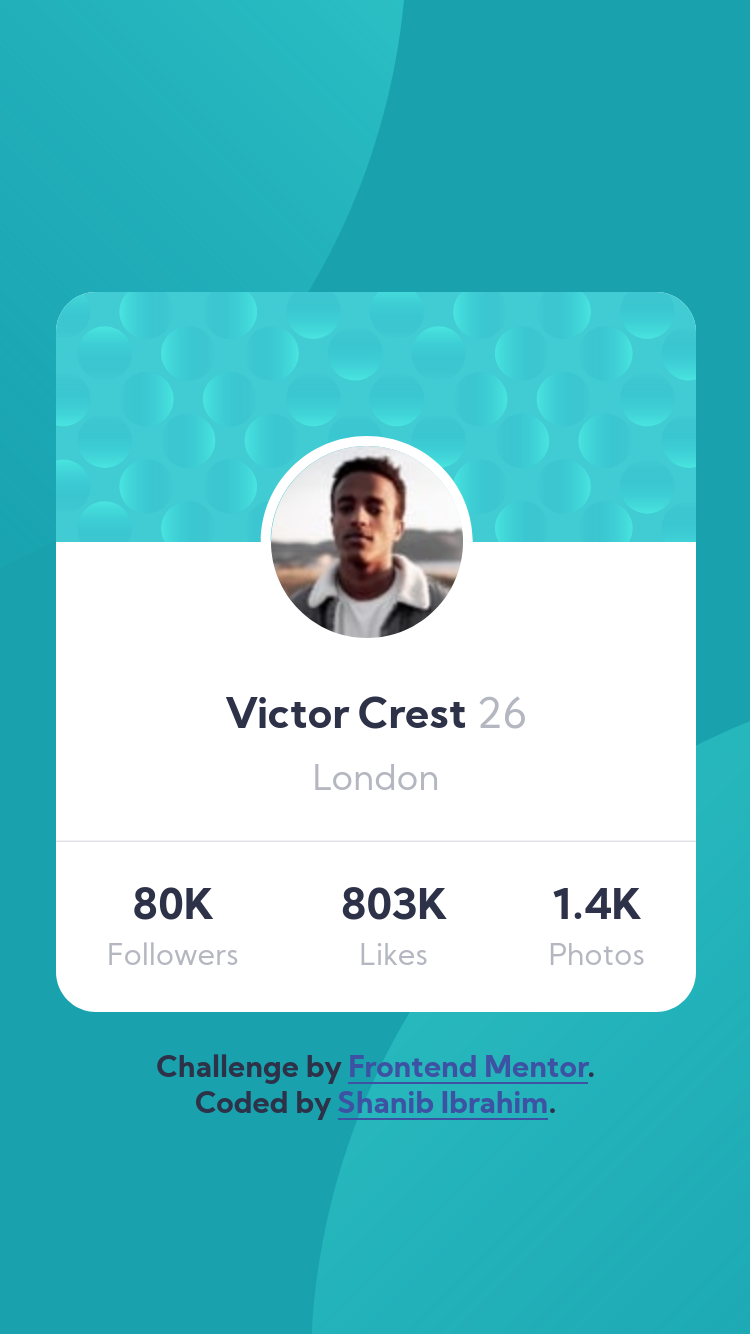 Victor Crest 26
London
80K 803K 1.4K
Followers Likes Photos
Challenge by Frontend Mentor.
Coded by Shanib Ibrahim.